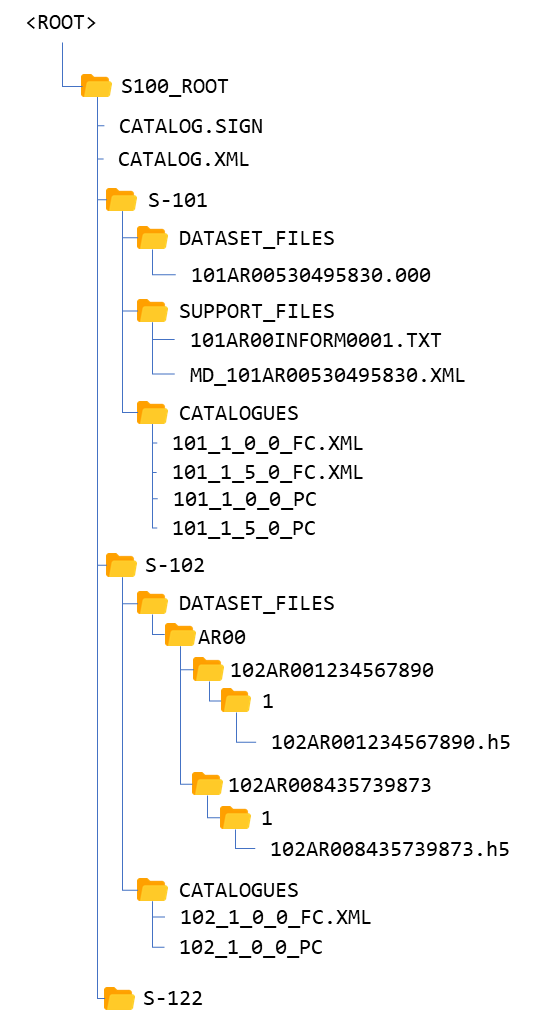 <ROOT>
S100_ROOT
CATALOG.SIGN
CATALOG.XML
S-101
DATASET_FILES
101AR00530495830.000
SUPPORT_FILES
101AR00INFORM0001.TXT
MD_101AR00530495830.XML
CATALOGUES
101_1_0_0_FC.XML
101_1_5_0_FC.XML
101_1_0_0_PC
101_1_5_0_PC
S-102
DATASET_FILES
AR00
102AR001234567890
1
102AR001234567890.h5
102AR008435739873
1
102AR008435739873.h5
CATALOGUES
102_1_0_0_FC.XML
102_1_0_0_PC
S-122